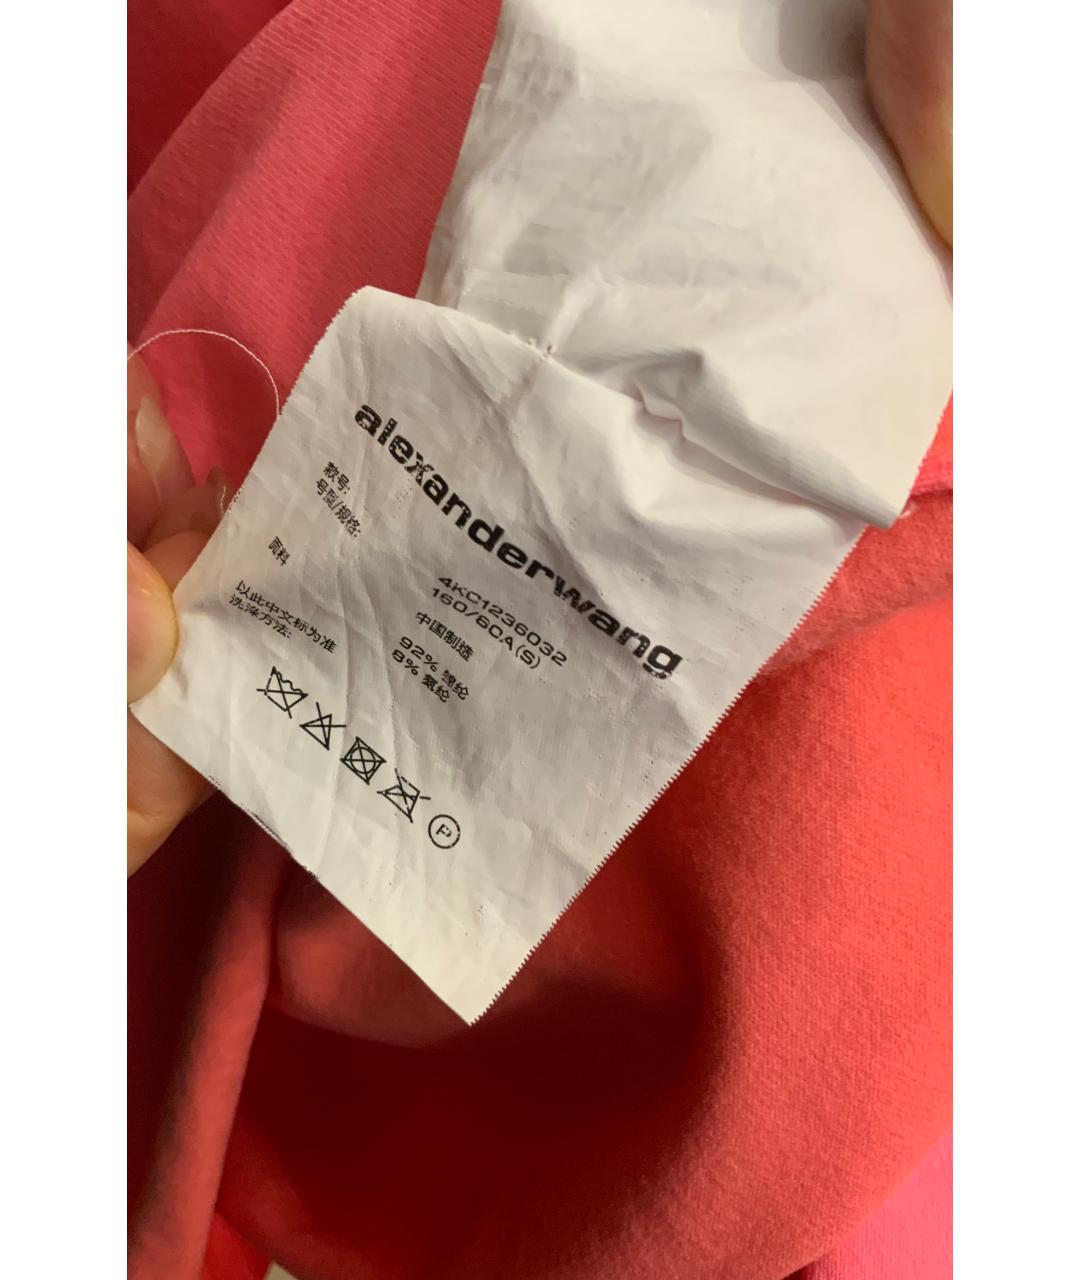 alexanderwang
款号: 4KC1236032
号型/规格: 160/60A(S)
中国制造
面料 92% 锦纶
8% 氨纶
以此中文标为准
洗涤方法:
P